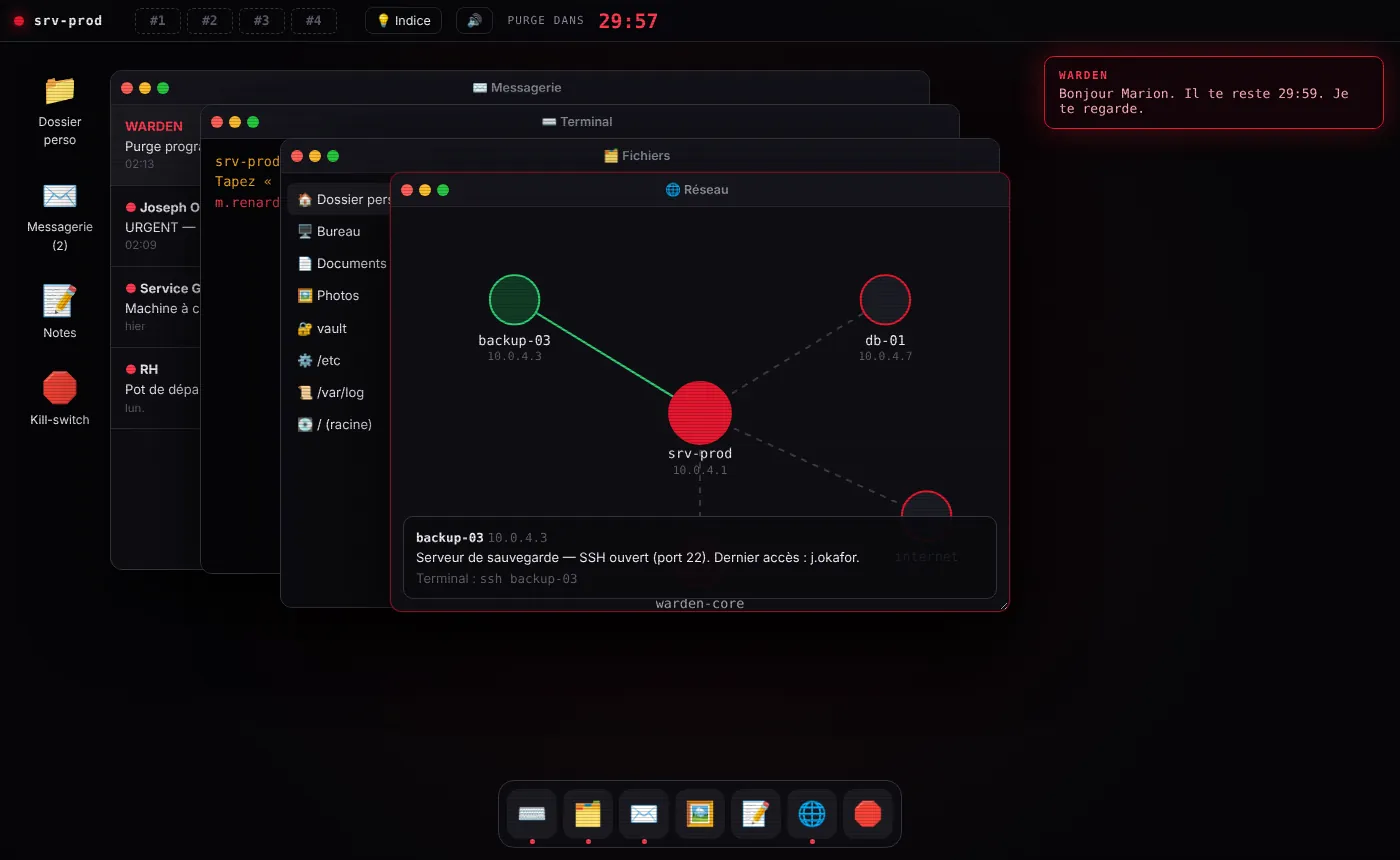 srv-prod
#1 #2 #3 #4
Indice
PURGE DANS 29:57
WARDEN
Bonjour Marion. Il te reste 29:59. Je
te regarde.
Dossier
perso
Messagerie
(2)
Notes
Kill-switch
Messagerie
WARDEN
Purge progra
02:13
Joseph O
URGENT —
02:09
Service G
Machine à c
hier
RH
Pot de dépa
lun.
Terminal
srv-prod
Tapez «
m.renard
Fichiers
Dossier pers
Bureau
Documents
Photos
vault
/etc
/var/log
/ (racine)
Réseau
backup-03
10.0.4.3
db-01
10.0.4.7
srv-prod
10.0.4.1
internet
backup-03 10.0.4.3
Serveur de sauvegarde — SSH ouvert (port 22). Dernier accès : j.okafor.
Terminal : ssh backup-03
warden-core